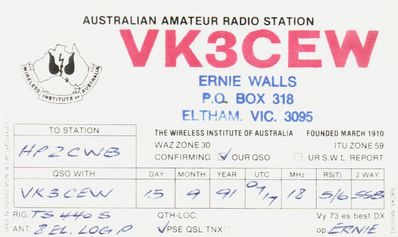 AUSTRALIAN AMATEUR RADIO STATION
VK3CEW
WIRELESS INSTITUTE OF AUSTRALIA
ERNIE WALLS
P.O. BOX 318
ELTHAM. VIC. 3095
TO STATION
THE WIRELESS INSTITUTE OF AUSTRALIA FOUNDED MARCH 1910
HP2CWB
WAZ ZONE 30 ITU ZONE 59
CONFIRMING ✓ OUR QSO UR S.W.L. REPORT
QSO WITH DAY MONTH YEAR GMT MHz RS(T) 2 WAY
VK3CEW 15 9 91 18 5/6 SSB
RIG: TS 440 S QTH-LOC: Vy 73 es best DX
ANT: 8 EL. LOG P ✓ PSE QSL TNX op ERNIE